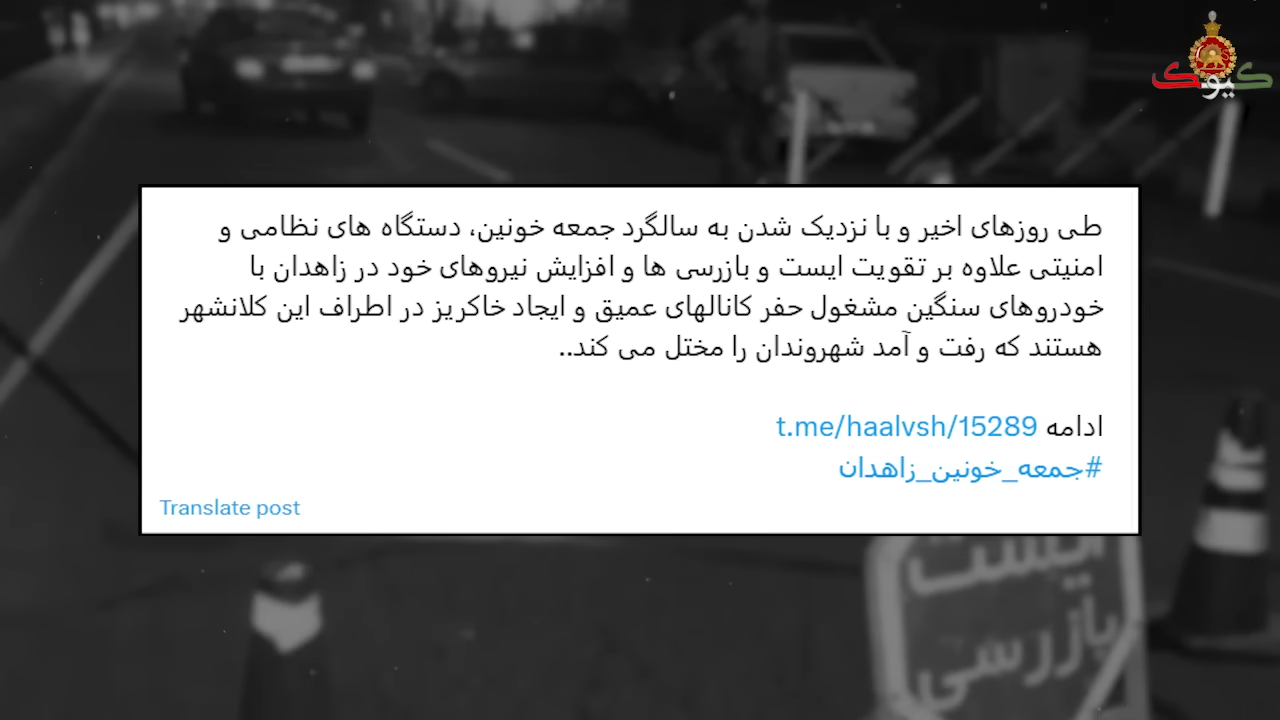 کیوک
طی روزهای اخیر و با نزدیک شدن به سالگرد جمعه خونین، دستگاه های نظامی و
امنیتی علاوه بر تقویت ایست و بازرسی ها و افزایش نیروهای خود در زاهدان با
خودروهای سنگین مشغول حفر کانالهای عمیق و ایجاد خاکریز در اطراف این کلانشهر
هستند که رفت و آمد شهروندان را مختل می کند..
ادامه t.me/haalvsh/15289
#جمعه_خونین_زاهدان
Translate post
ایست
بازرسی